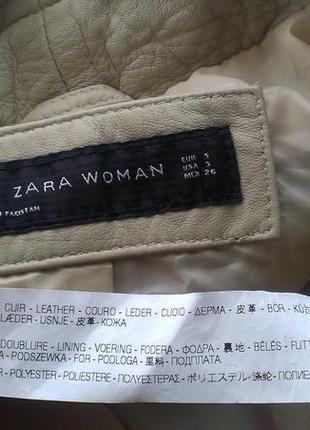 ZARA WOMAN
EUR S
USA S
MEX 26
PAKISTAN
CUIR - LEATHER - COURO - LEDER - CUOIO - ΔΕΡΜΑ - 皮革 - BŐR -
LÆDER - USNJE - 皮革 - КОЖА
DOUBLURE - LINING - VOERING - FODERA - ΦΟΔΡΑ - 裏地 - BÉLÉS -
PODSZEWKA - FOR - PODLOGA - 里料 - ПОДПЛАТА
POLYESTER - POLIESTERE - ΠΟΛΥΕΣΤΕΡΑΣ - ポリエステル - 涤纶 -